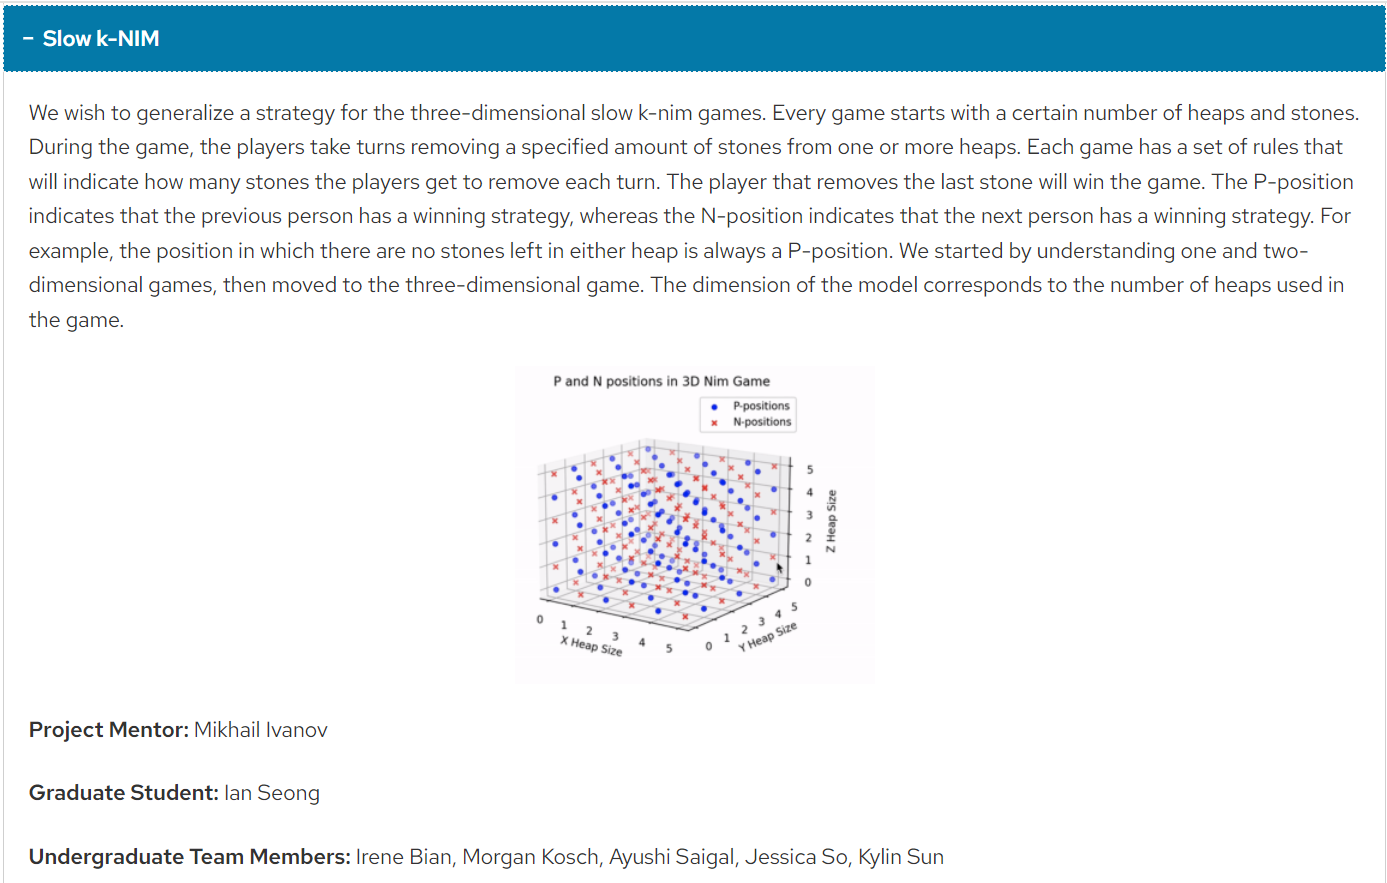 − Slow k-NIM
We wish to generalize a strategy for the three-dimensional slow k-nim games. Every game starts with a certain number of heaps and stones.
During the game, the players take turns removing a specified amount of stones from one or more heaps. Each game has a set of rules that
will indicate how many stones the players get to remove each turn. The player that removes the last stone will win the game. The P-position
indicates that the previous person has a winning strategy, whereas the N-position indicates that the next person has a winning strategy. For
example, the position in which there are no stones left in either heap is always a P-position. We started by understanding one and two-
dimensional games, then moved to the three-dimensional game. The dimension of the model corresponds to the number of heaps used in
the game.
P and N positions in 3D Nim Game
P-positions
N-positions
5
4
3
2
1
0
Z Heap Size
0 1 2 3 4 5
X Heap Size
0 1 2 3 4 5
Y Heap Size
Project Mentor: Mikhail Ivanov
Graduate Student: Ian Seong
Undergraduate Team Members: Irene Bian, Morgan Kosch, Ayushi Saigal, Jessica So, Kylin Sun